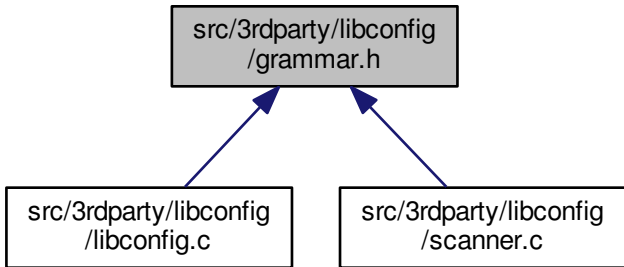 src/3rdparty/libconfig
/grammar.h
src/3rdparty/libconfig
/libconfig.c
src/3rdparty/libconfig
/scanner.c